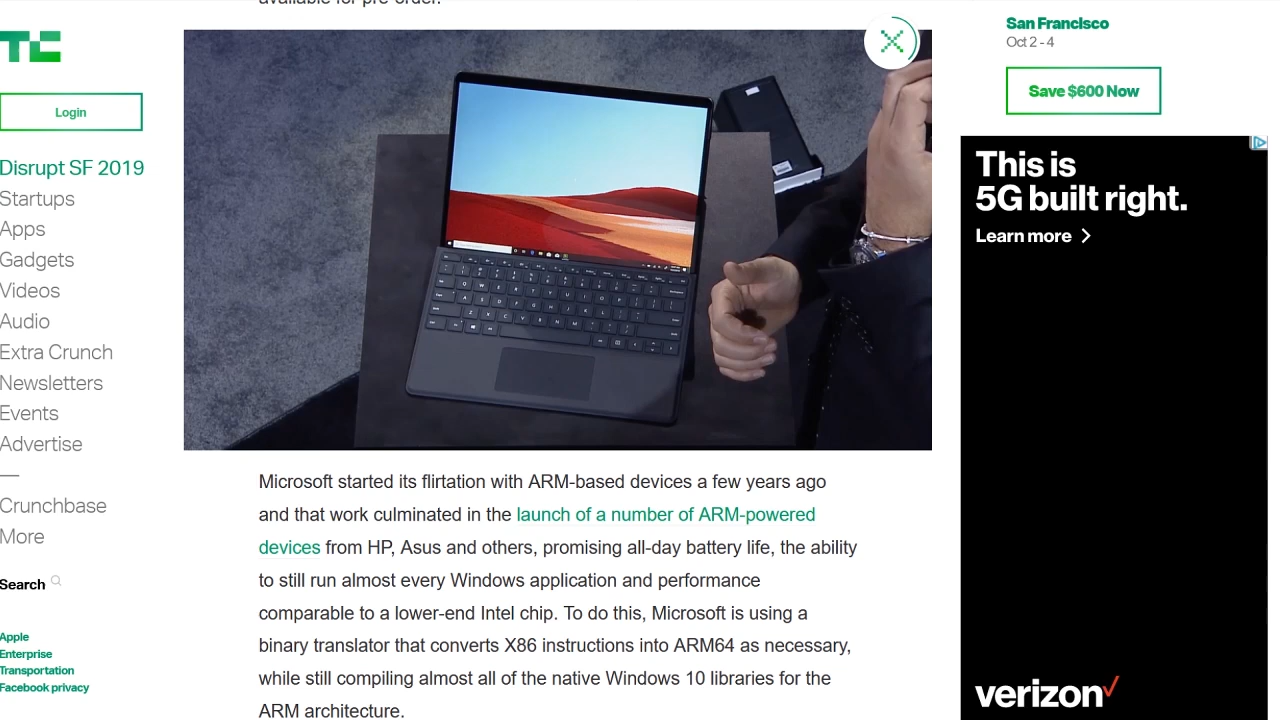 available for pre-order.
TC
Login
Disrupt SF 2019
Startups
Apps
Gadgets
Videos
Audio
Extra Crunch
Newsletters
Events
Advertise
—
Crunchbase
More
Search
Apple
Enterprise
Transportation
Facebook privacy
Microsoft started its flirtation with ARM-based devices a few years ago
and that work culminated in the launch of a number of ARM-powered
devices from HP, Asus and others, promising all-day battery life, the ability
to still run almost every Windows application and performance
comparable to a lower-end Intel chip. To do this, Microsoft is using a
binary translator that converts X86 instructions into ARM64 as necessary,
while still compiling almost all of the native Windows 10 libraries for the
ARM architecture.
San Francisco
Oct 2 - 4
Save $600 Now
This is
5G built right.
Learn more
verizon